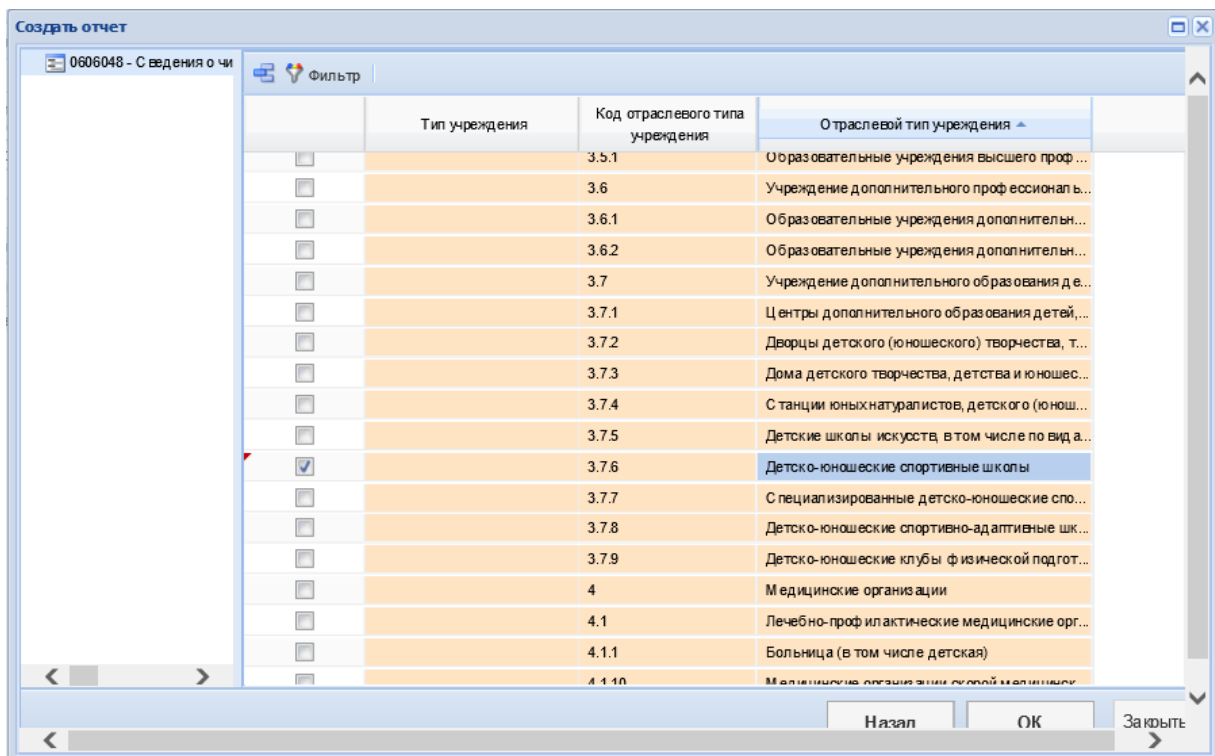 Создать отчет
0606048 - Сведения о чи
Фильтр
Тип учреждения
Код отраслевого типа
учреждения
Отраслевой тип учреждения
3.5.1 Образовательные учреждения высшего проф ...
3.6 Учреждение дополнительного профессиональ...
3.6.1 Образовательные учреждения дополнительн...
3.6.2 Образовательные учреждения дополнительн...
3.7 Учреждение дополнительного образования де...
3.7.1 Центры дополнительного образования детей,...
3.7.2 Дворцы детского (юношеского) творчества, т...
3.7.3 Дома детского творчества, детства и юношес...
3.7.4 Станции юных натуралистов, детского (юнош...
3.7.5 Детские школы искусств, в том числе по вида...
3.7.6 Детско-юношеские спортивные школы
3.7.7 Специализированные детско-юношеские спо...
3.7.8 Детско-юношеские спортивно-адаптивные шк...
3.7.9 Детско-юношеские клубы физической подгот...
4 Медицинские организации
4.1 Лечебно-профилактические медицинские орг...
4.1.1 Больница (в том числе детская)
4.1.10 Медицинские организации скорой медицинск...
Назад ОК Закрыть